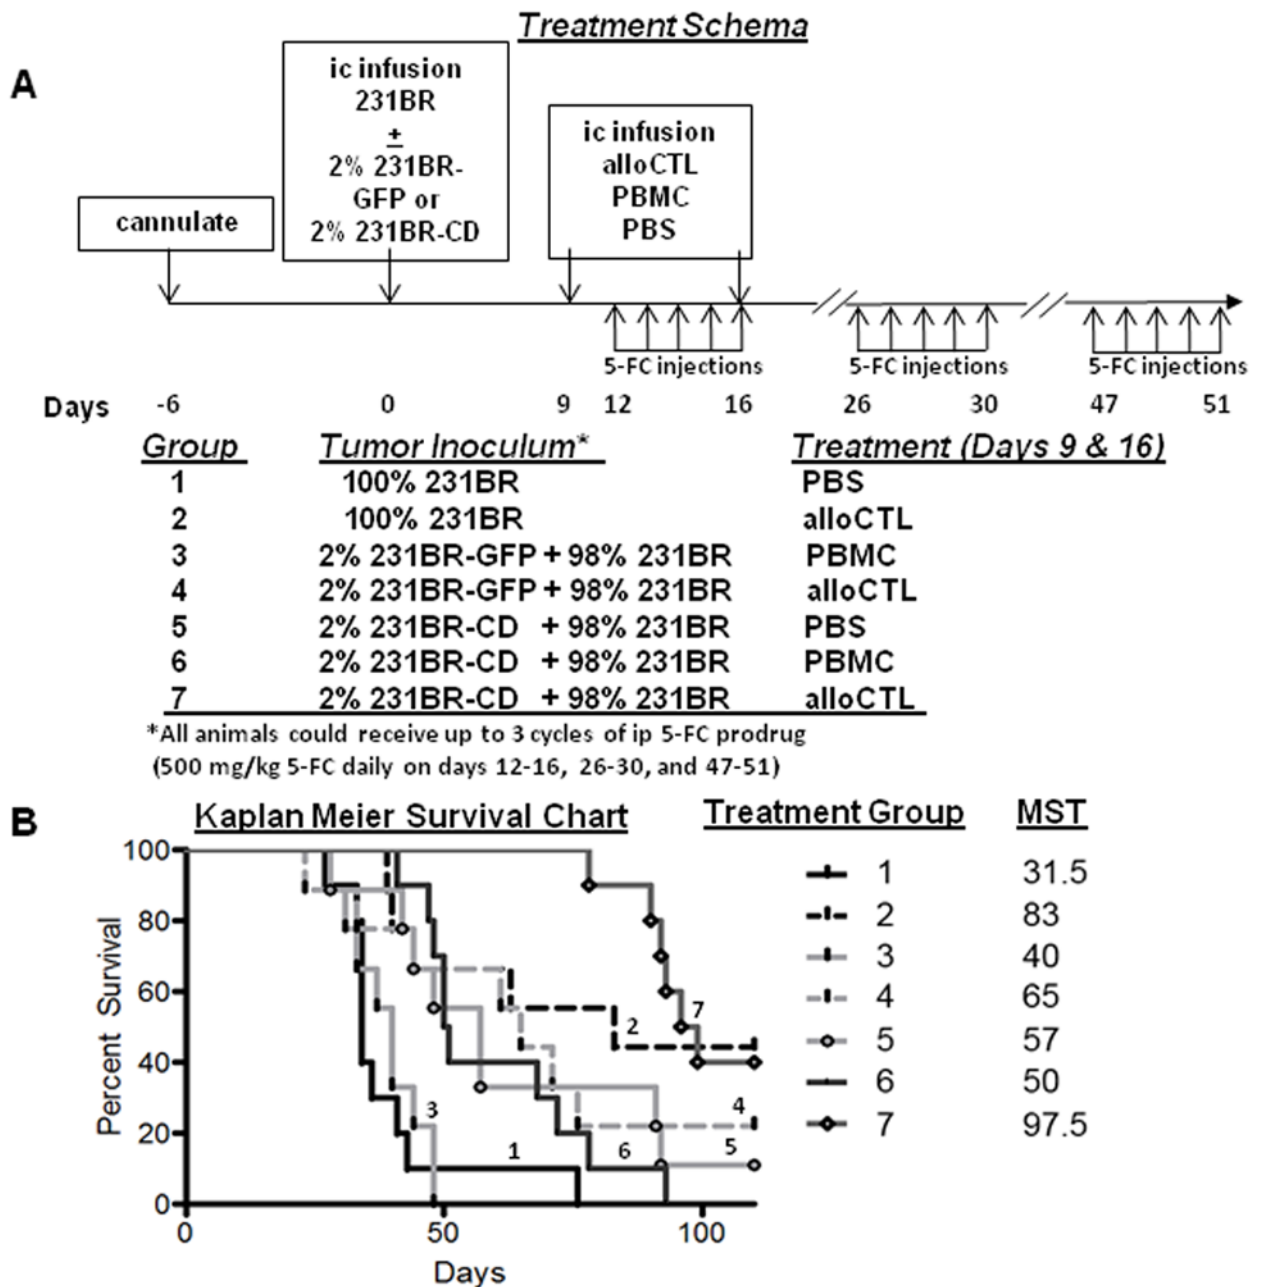 Treatment Schema
A
ic infusion
231BR
±
2% 231BR-
GFP or
2% 231BR-CD
ic infusion
alloCTL
PBMC
PBS
cannulate
5-FC injections 5-FC injections 5-FC injections
Days -6 0 9 12 16 26 30 47 51
Group Tumor Inoculum* Treatment (Days 9 & 16)
1 100% 231BR PBS
2 100% 231BR alloCTL
3 2% 231BR-GFP + 98% 231BR PBMC
4 2% 231BR-GFP + 98% 231BR alloCTL
5 2% 231BR-CD + 98% 231BR PBS
6 2% 231BR-CD + 98% 231BR PBMC
7 2% 231BR-CD + 98% 231BR alloCTL
*All animals could receive up to 3 cycles of ip 5-FC prodrug
(500 mg/kg 5-FC daily on days 12-16, 26-30, and 47-51)
B
Kaplan Meier Survival Chart
Percent Survival
100
80
60
40
20
0
0 50 100
Days
7
2
4
3
1
6
5
Treatment Group MST
1 31.5
2 83
3 40
4 65
5 57
6 50
7 97.5